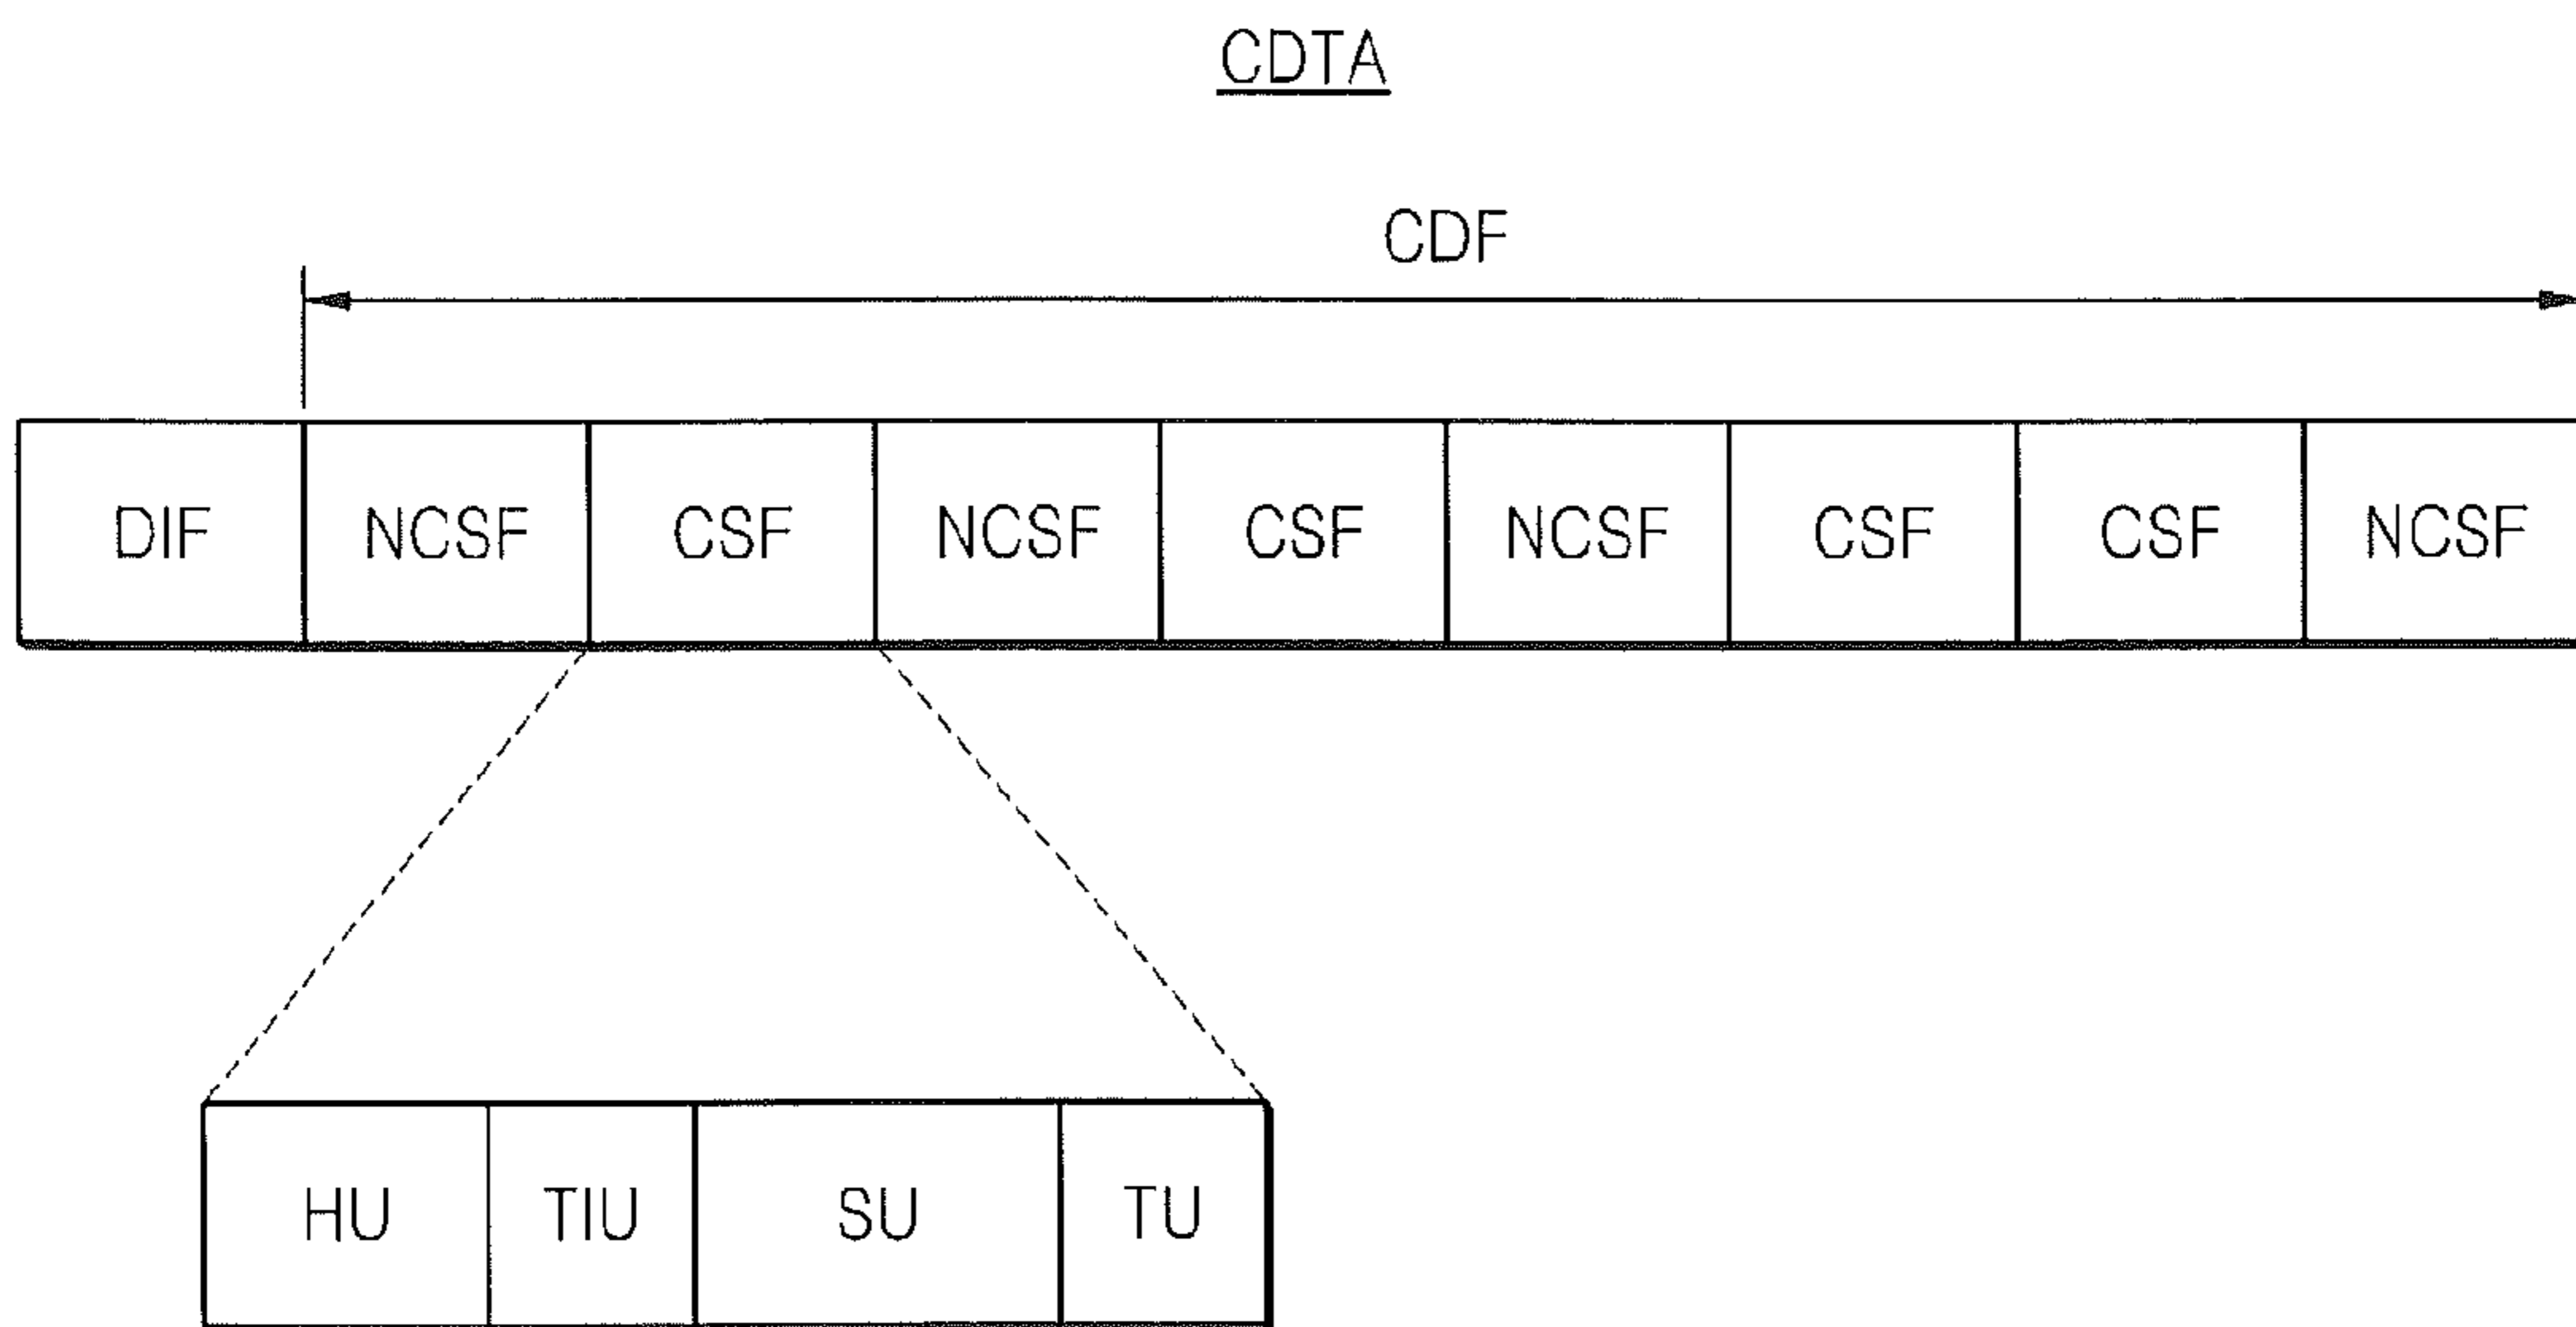 CDTA
CDF
DIF NCSF CSF NCSF CSF NCSF CSF CSF NCSF
HU TIU SU TU